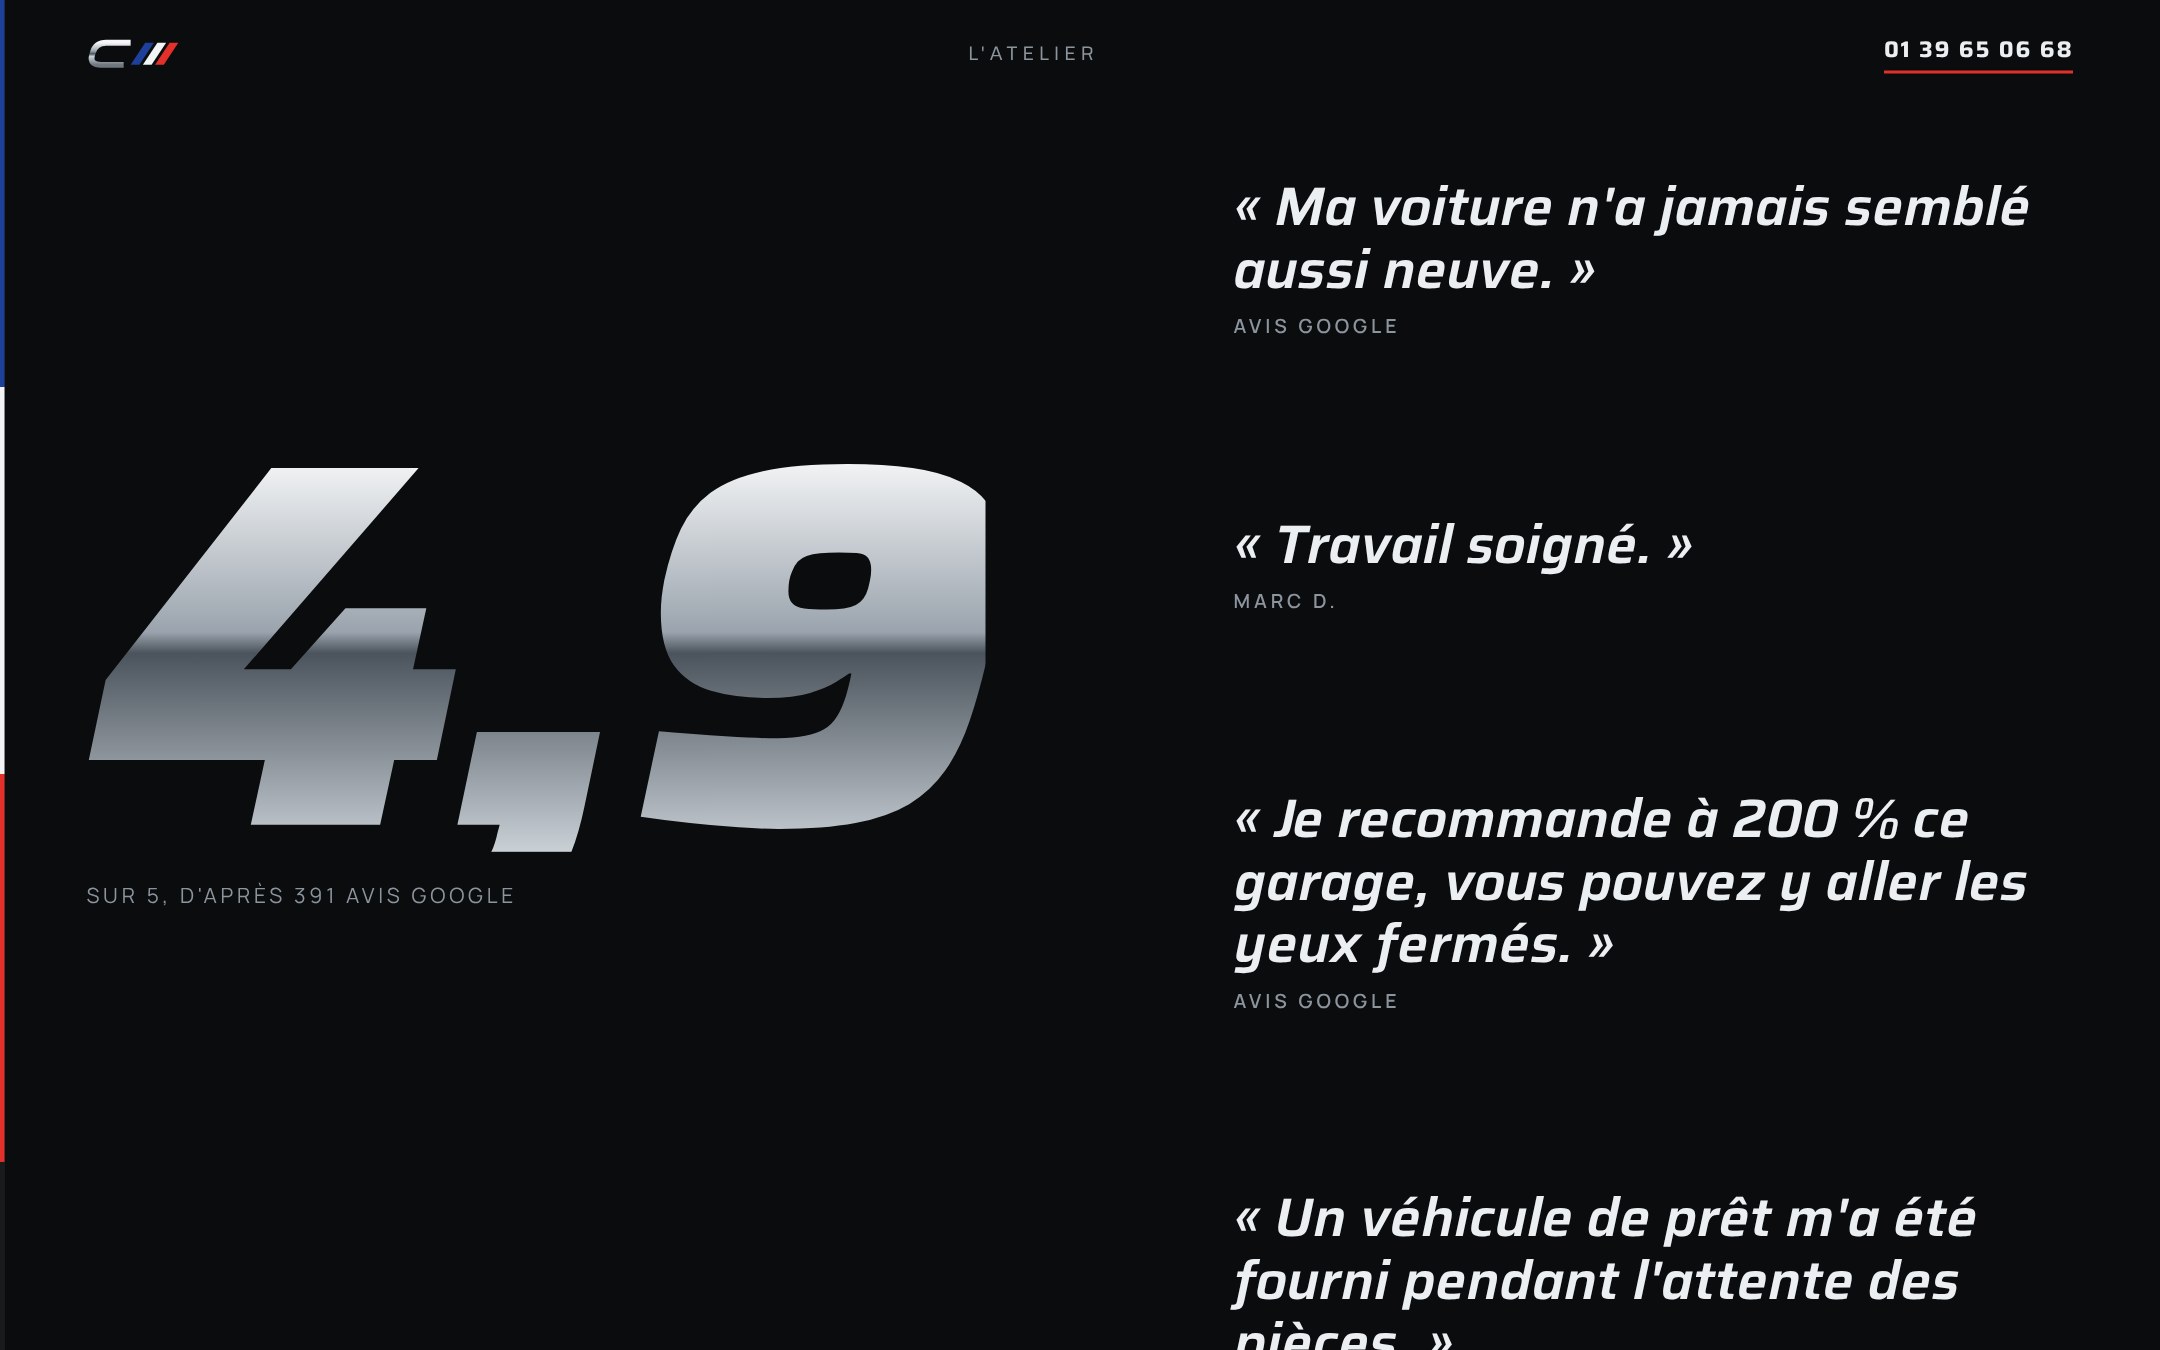 L'ATELIER
01 39 65 06 68
4,9
SUR 5, D'APRÈS 391 AVIS GOOGLE
« Ma voiture n'a jamais semblé
aussi neuve. »
AVIS GOOGLE
« Travail soigné. »
MARC D.
« Je recommande à 200 % ce
garage, vous pouvez y aller les
yeux fermés. »
AVIS GOOGLE
« Un véhicule de prêt m'a été
fourni pendant l'attente des
pièces. »